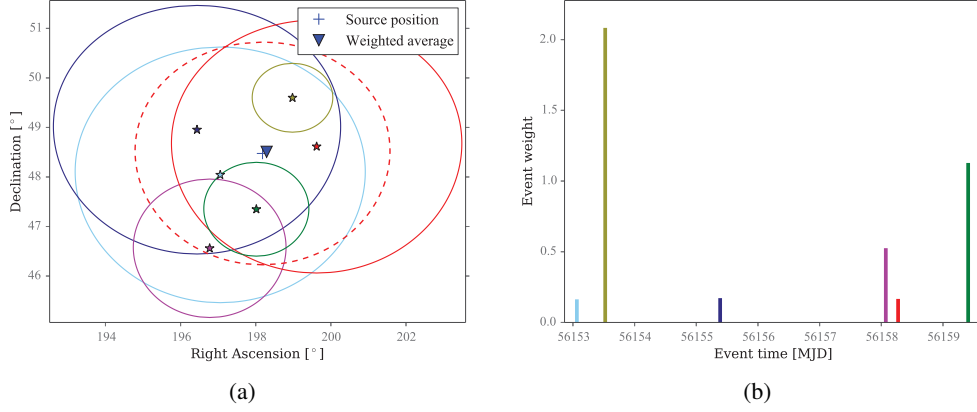 51
50
49
48
47
46
Declination [°]
194
196
198
200
202
Right Ascension [°]
Source position
Weighted average
(a)
2.0
1.5
1.0
0.5
0.0
Event weight
56153
56154
56155
56156
56157
56158
56159
Event time [MJD]
(b)